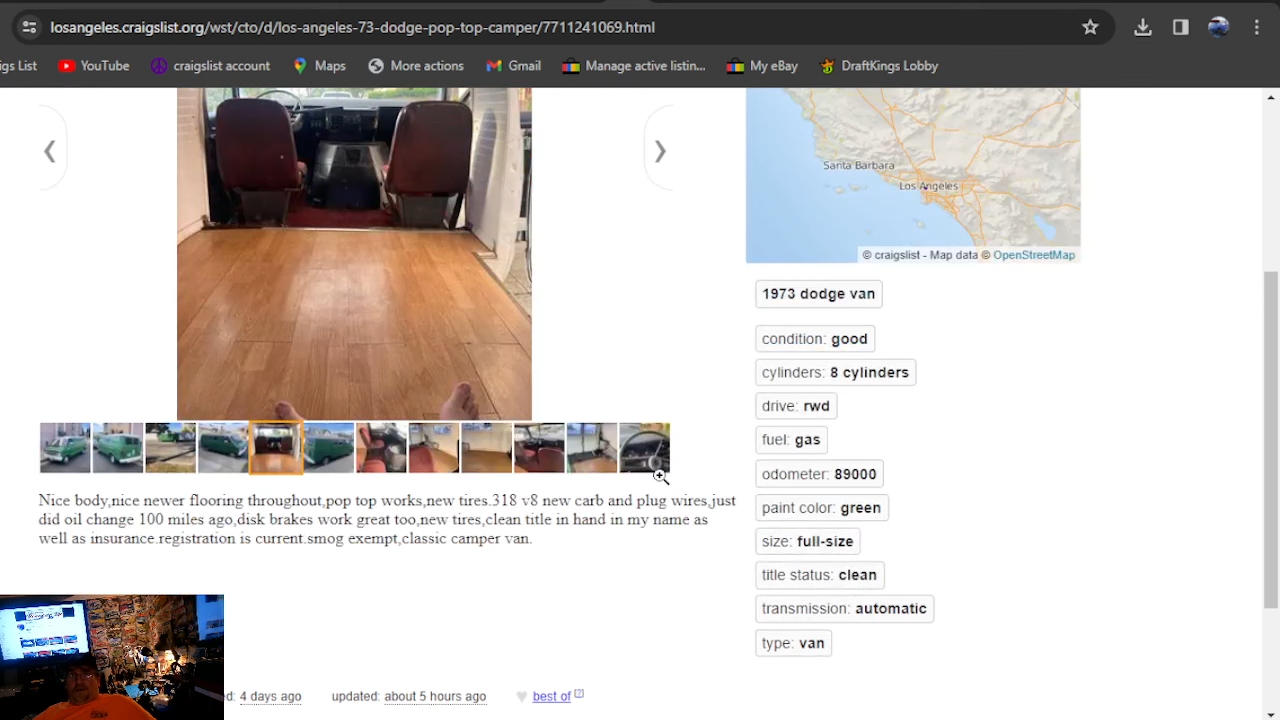 losangeles.craigslist.org/wst/cto/d/los-angeles-73-dodge-pop-top-camper/7711241069.html
igs List YouTube craigslist account Maps More actions Gmail Manage active listin... My eBay DraftKings Lobby
Santa Barbara
Los Angeles
© craigslist - Map data © OpenStreetMap
1973 dodge van
condition: good
cylinders: 8 cylinders
drive: rwd
fuel: gas
odometer: 89000
paint color: green
size: full-size
title status: clean
transmission: automatic
type: van
Nice body,nice newer flooring throughout,pop top works,new tires.318 v8 new carb and plug wires,just
did oil change 100 miles ago,disk brakes work great too,new tires,clean title in hand in my name as
well as insurance.registration is current.smog exempt,classic camper van.
ed: 4 days ago updated: about 5 hours ago ♥ best of [?]